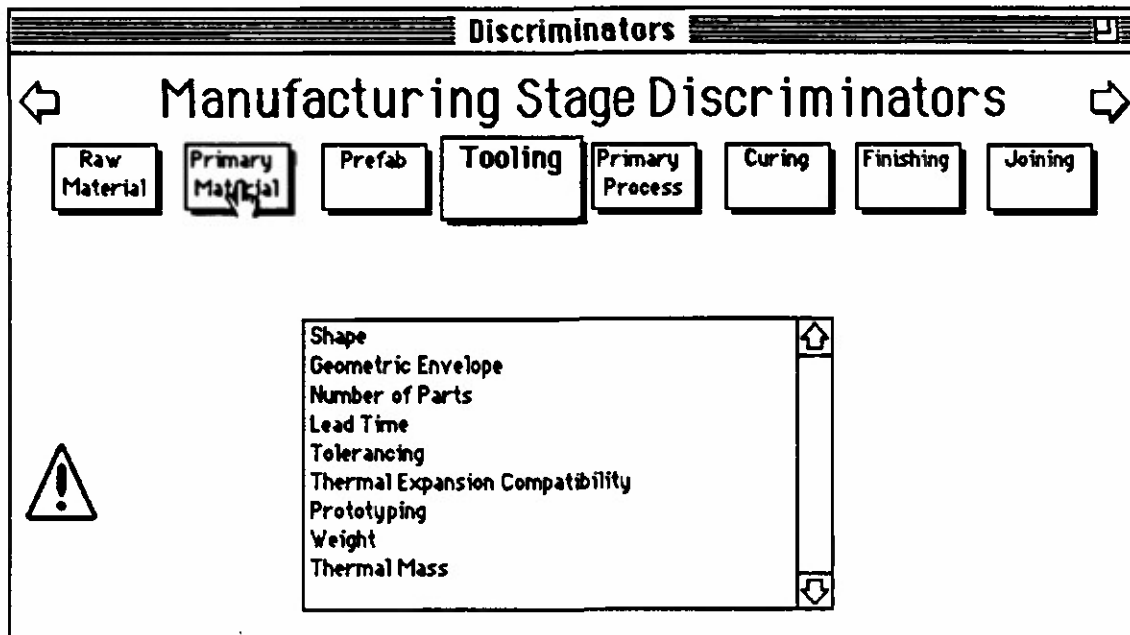 Discriminators
Manufacturing Stage Discriminators
Raw
Material
Primary
Material
Prefab
Tooling
Primary
Process
Curing
Finishing
Joining
Shape
Geometric Envelope
Number of Parts
Lead Time
Tolerancing
Thermal Expansion Compatibility
Prototyping
Weight
Thermal Mass